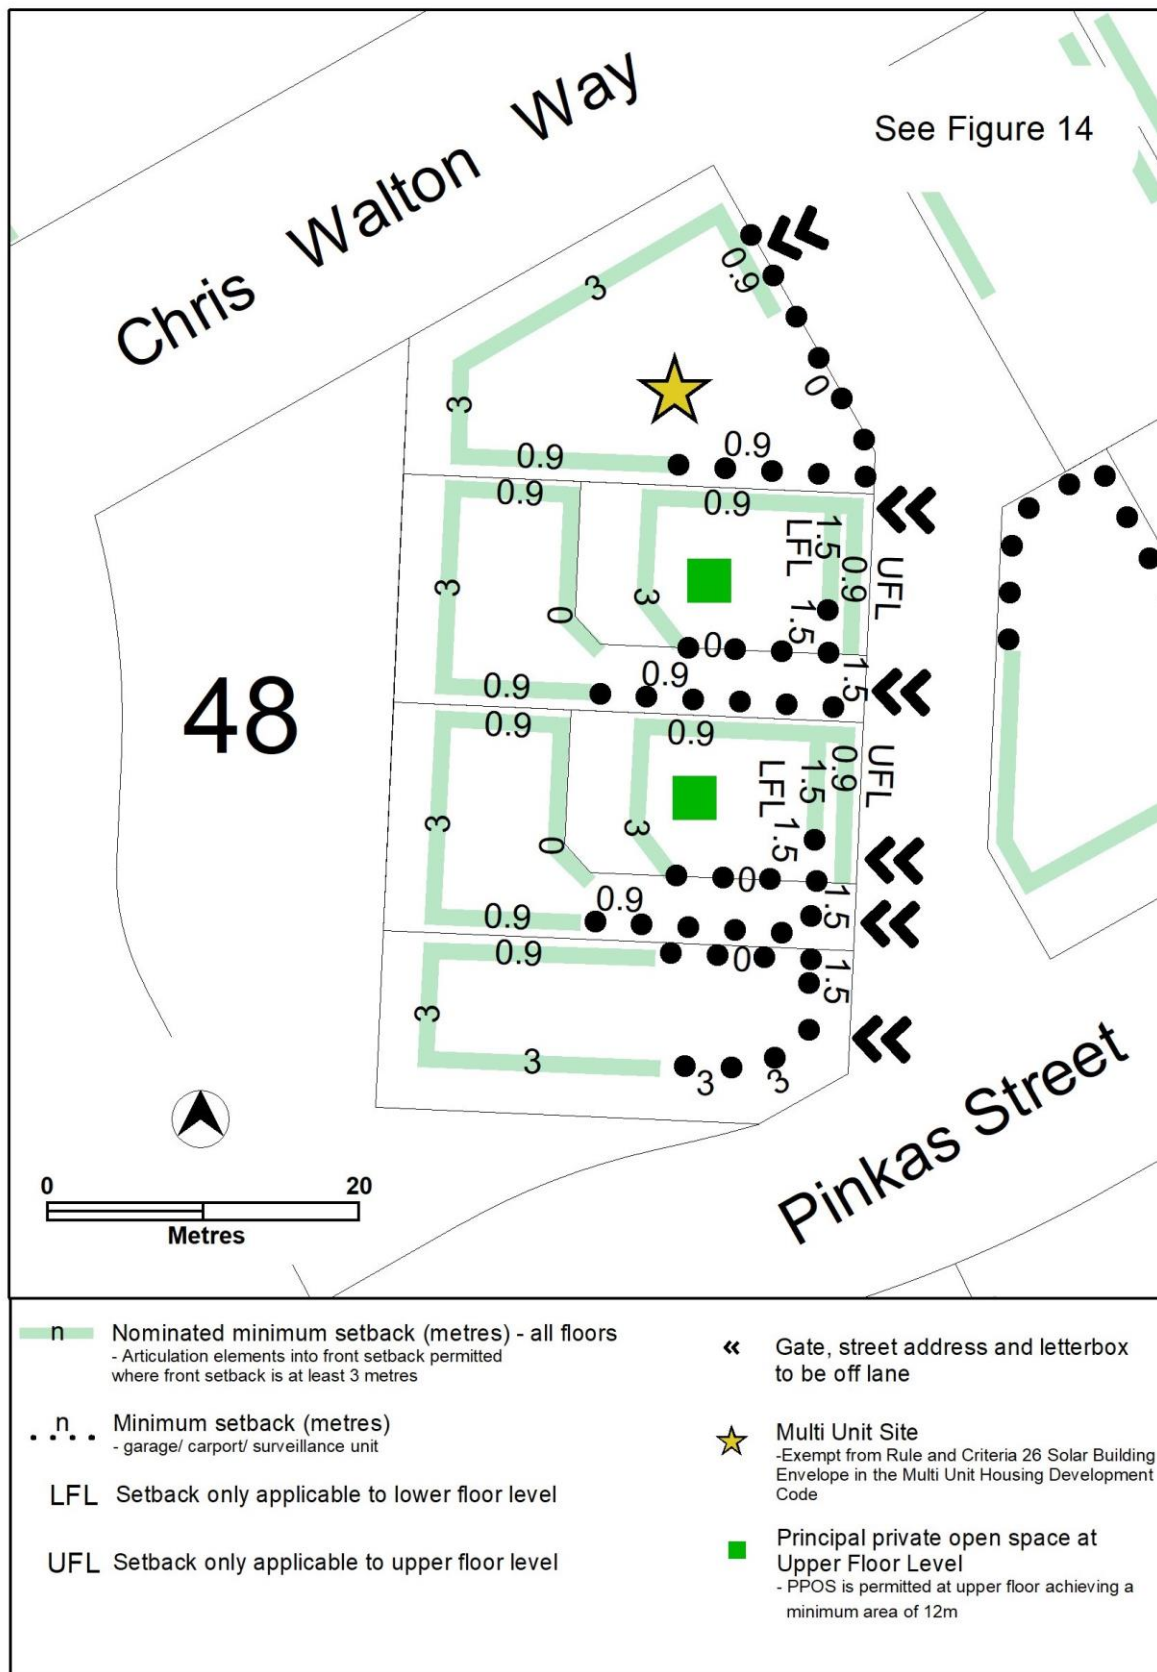 Chris Walton Way
See Figure 14
0.9
3
0
3
0.9
0.9
0.9
0.9
1.5
LFL
0.9
UFL
3
0
3
1.5
0
0.9
0.9
1.5
48
0.9
0.9
0.9
UFL
1.5
LFL
3
0
3
1.5
0
0.9
0.9
1.5
0.9
0
1.5
3
3
3
3
Pinkas Street
0 20
Metres
n Nominated minimum setback (metres) - all floors
- Articulation elements into front setback permitted
where front setback is at least 3 metres
n Minimum setback (metres)
- garage/ carport/ surveillance unit
LFL Setback only applicable to lower floor level
UFL Setback only applicable to upper floor level
Gate, street address and letterbox
to be off lane
Multi Unit Site
-Exempt from Rule and Criteria 26 Solar Building
Envelope in the Multi Unit Housing Development
Code
Principal private open space at
Upper Floor Level
- PPOS is permitted at upper floor achieving a
minimum area of 12m